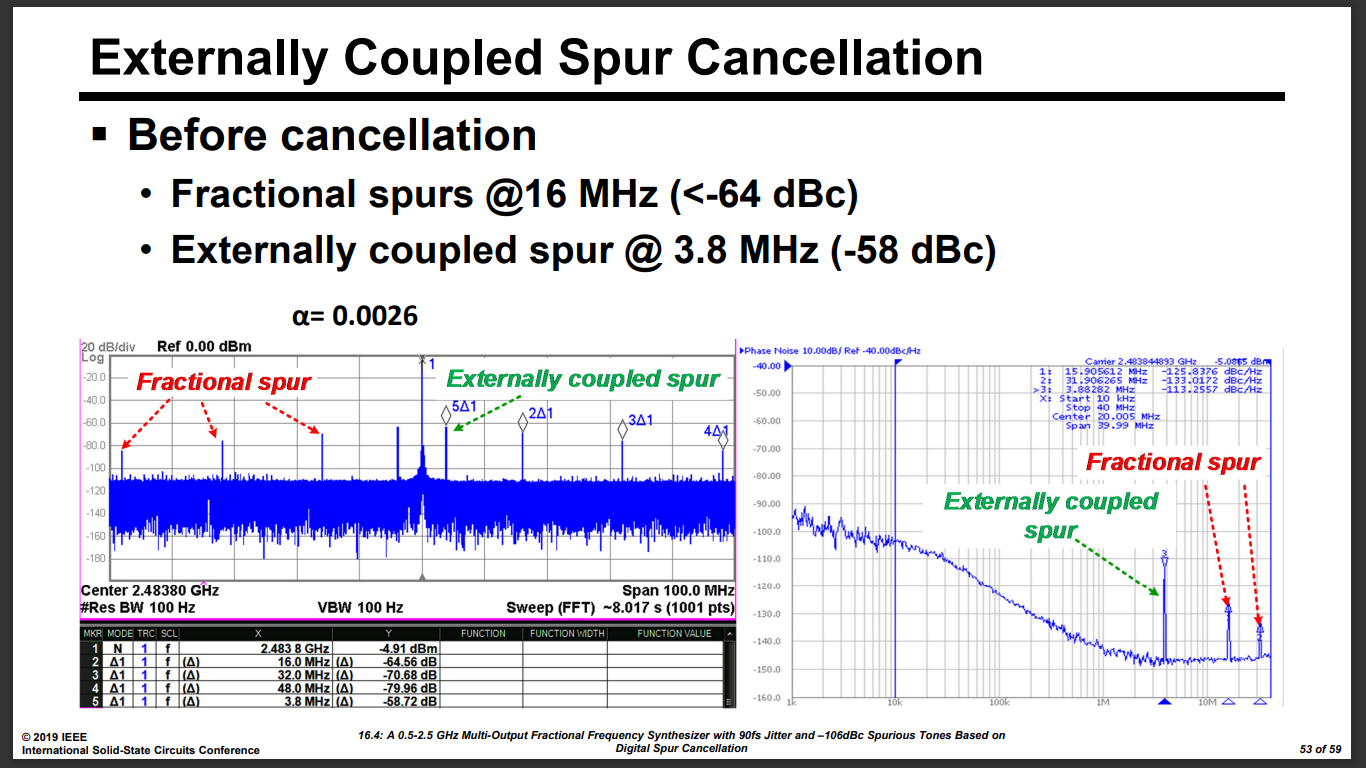 Externally Coupled Spur Cancellation
▪ Before cancellation
• Fractional spurs @16 MHz (<-64 dBc)
• Externally coupled spur @ 3.8 MHz (-58 dBc)
α= 0.0026
20 dB/div Ref 0.00 dBm
Log
-20.0
-40.0
-60.0
-80.0
-100
-120
-140
-160
-180
Fractional spur
Externally coupled spur
1
5Δ1
2Δ1
3Δ1
4Δ1
Center 2.48380 GHz Span 100.0 MHz
#Res BW 100 Hz VBW 100 Hz Sweep (FFT) ~8.017 s (1001 pts)
MKR MODE TRC SCL X Y FUNCTION FUNCTION WIDTH FUNCTION VALUE
1 N 1 f 2.483 8 GHz -4.91 dBm
2 Δ1 1 f (Δ) 16.0 MHz (Δ) -64.56 dB
3 Δ1 1 f (Δ) 32.0 MHz (Δ) -70.68 dB
4 Δ1 1 f (Δ) 48.0 MHz (Δ) -79.96 dB
5 Δ1 1 f (Δ) 3.8 MHz (Δ) -58.72 dB
Phase Noise 10.00dB/ Ref -40.00dBc/Hz
Carrier 2.483844893 GHz -5.0865 dBm
1: 15.905612 MHz -125.8376 dBc/Hz
2: 31.906265 MHz -133.0172 dBc/Hz
>3: 3.88282 MHz -113.2557 dBc/Hz
X: Start 10 kHz
Stop 40 MHz
Center 20.005 MHz
Span 39.99 MHz
-40.00
-50.00
-60.00
-70.00
-80.00
-90.00
-100.0
-110.0
-120.0
-130.0
-140.0
-150.0
-160.0
Fractional spur
Externally coupled
spur
3
1k 10k 100k 1M 10M
© 2019 IEEE
International Solid-State Circuits Conference
16.4: A 0.5-2.5 GHz Multi-Output Fractional Frequency Synthesizer with 90fs Jitter and –106dBc Spurious Tones Based on
Digital Spur Cancellation
53 of 59